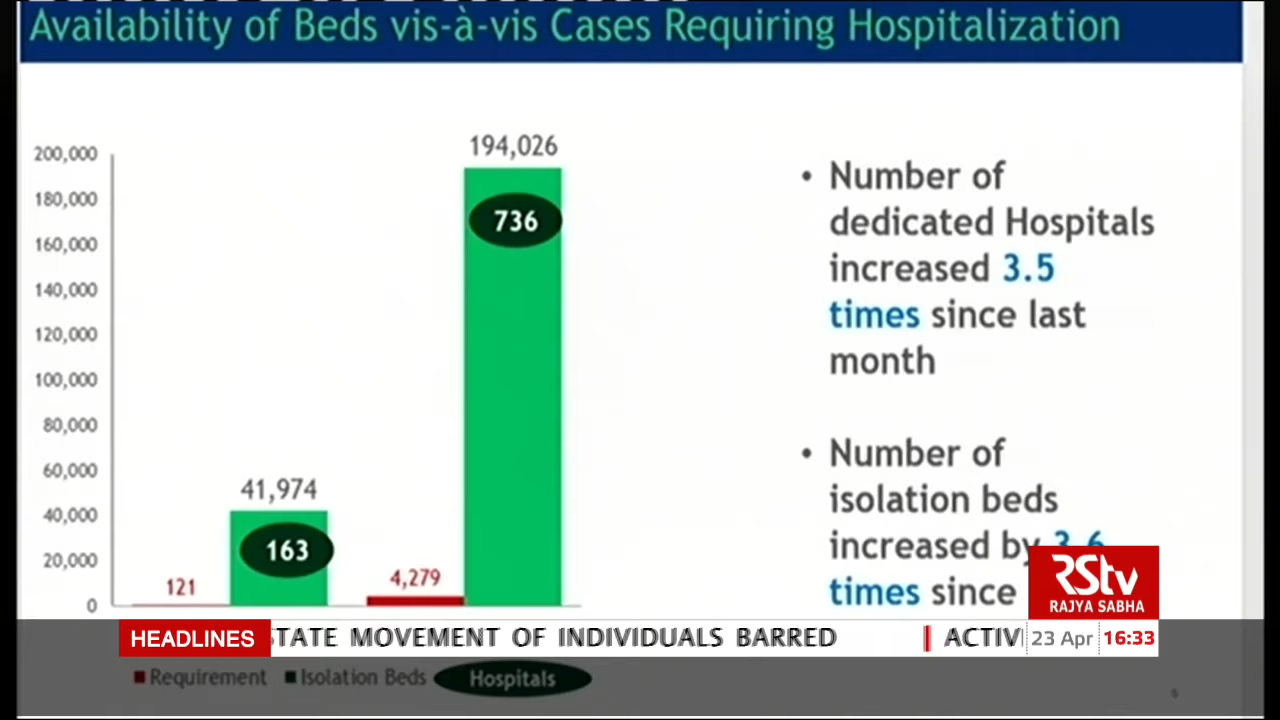 Availability of Beds vis-à-vis Cases Requiring Hospitalization
200,000
180,000
160,000
140,000
120,000
100,000
80,000
60,000
40,000
20,000
0
121
41,974
163
4,279
194,026
736
• Number of
dedicated Hospitals
increased 3.5
times since last
month
• Number of
isolation beds
increased by 3.6
times since
RStv
RAJYA SABHA
HEADLINES STATE MOVEMENT OF INDIVIDUALS BARRED 23 Apr 16:33
Requirement Isolation Beds Hospitals